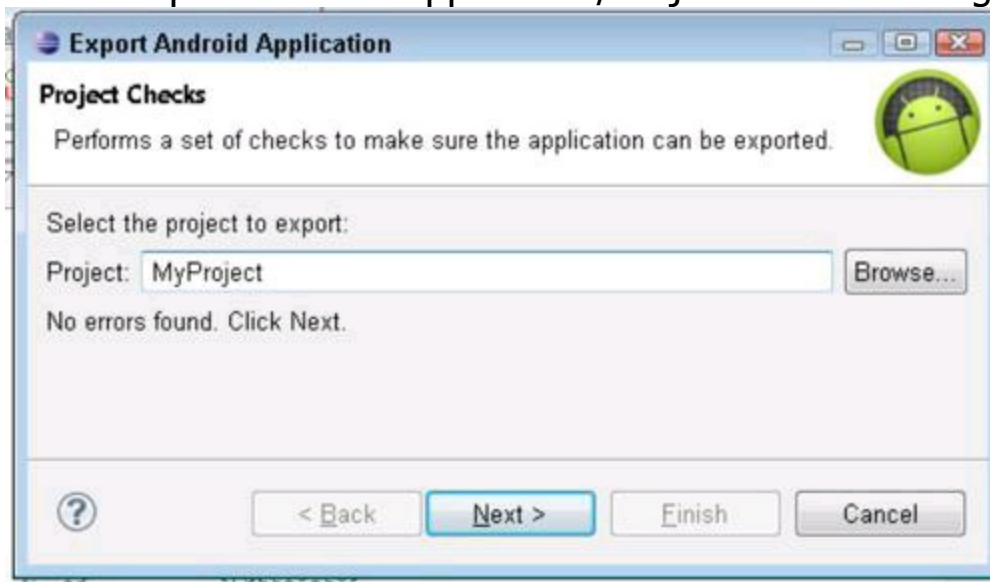 Export Android Application
Project Checks
Performs a set of checks to make sure the application can be exported.
Select the project to export:
Project: MyProject Browse...
No errors found. Click Next.
< Back Next > Finish Cancel